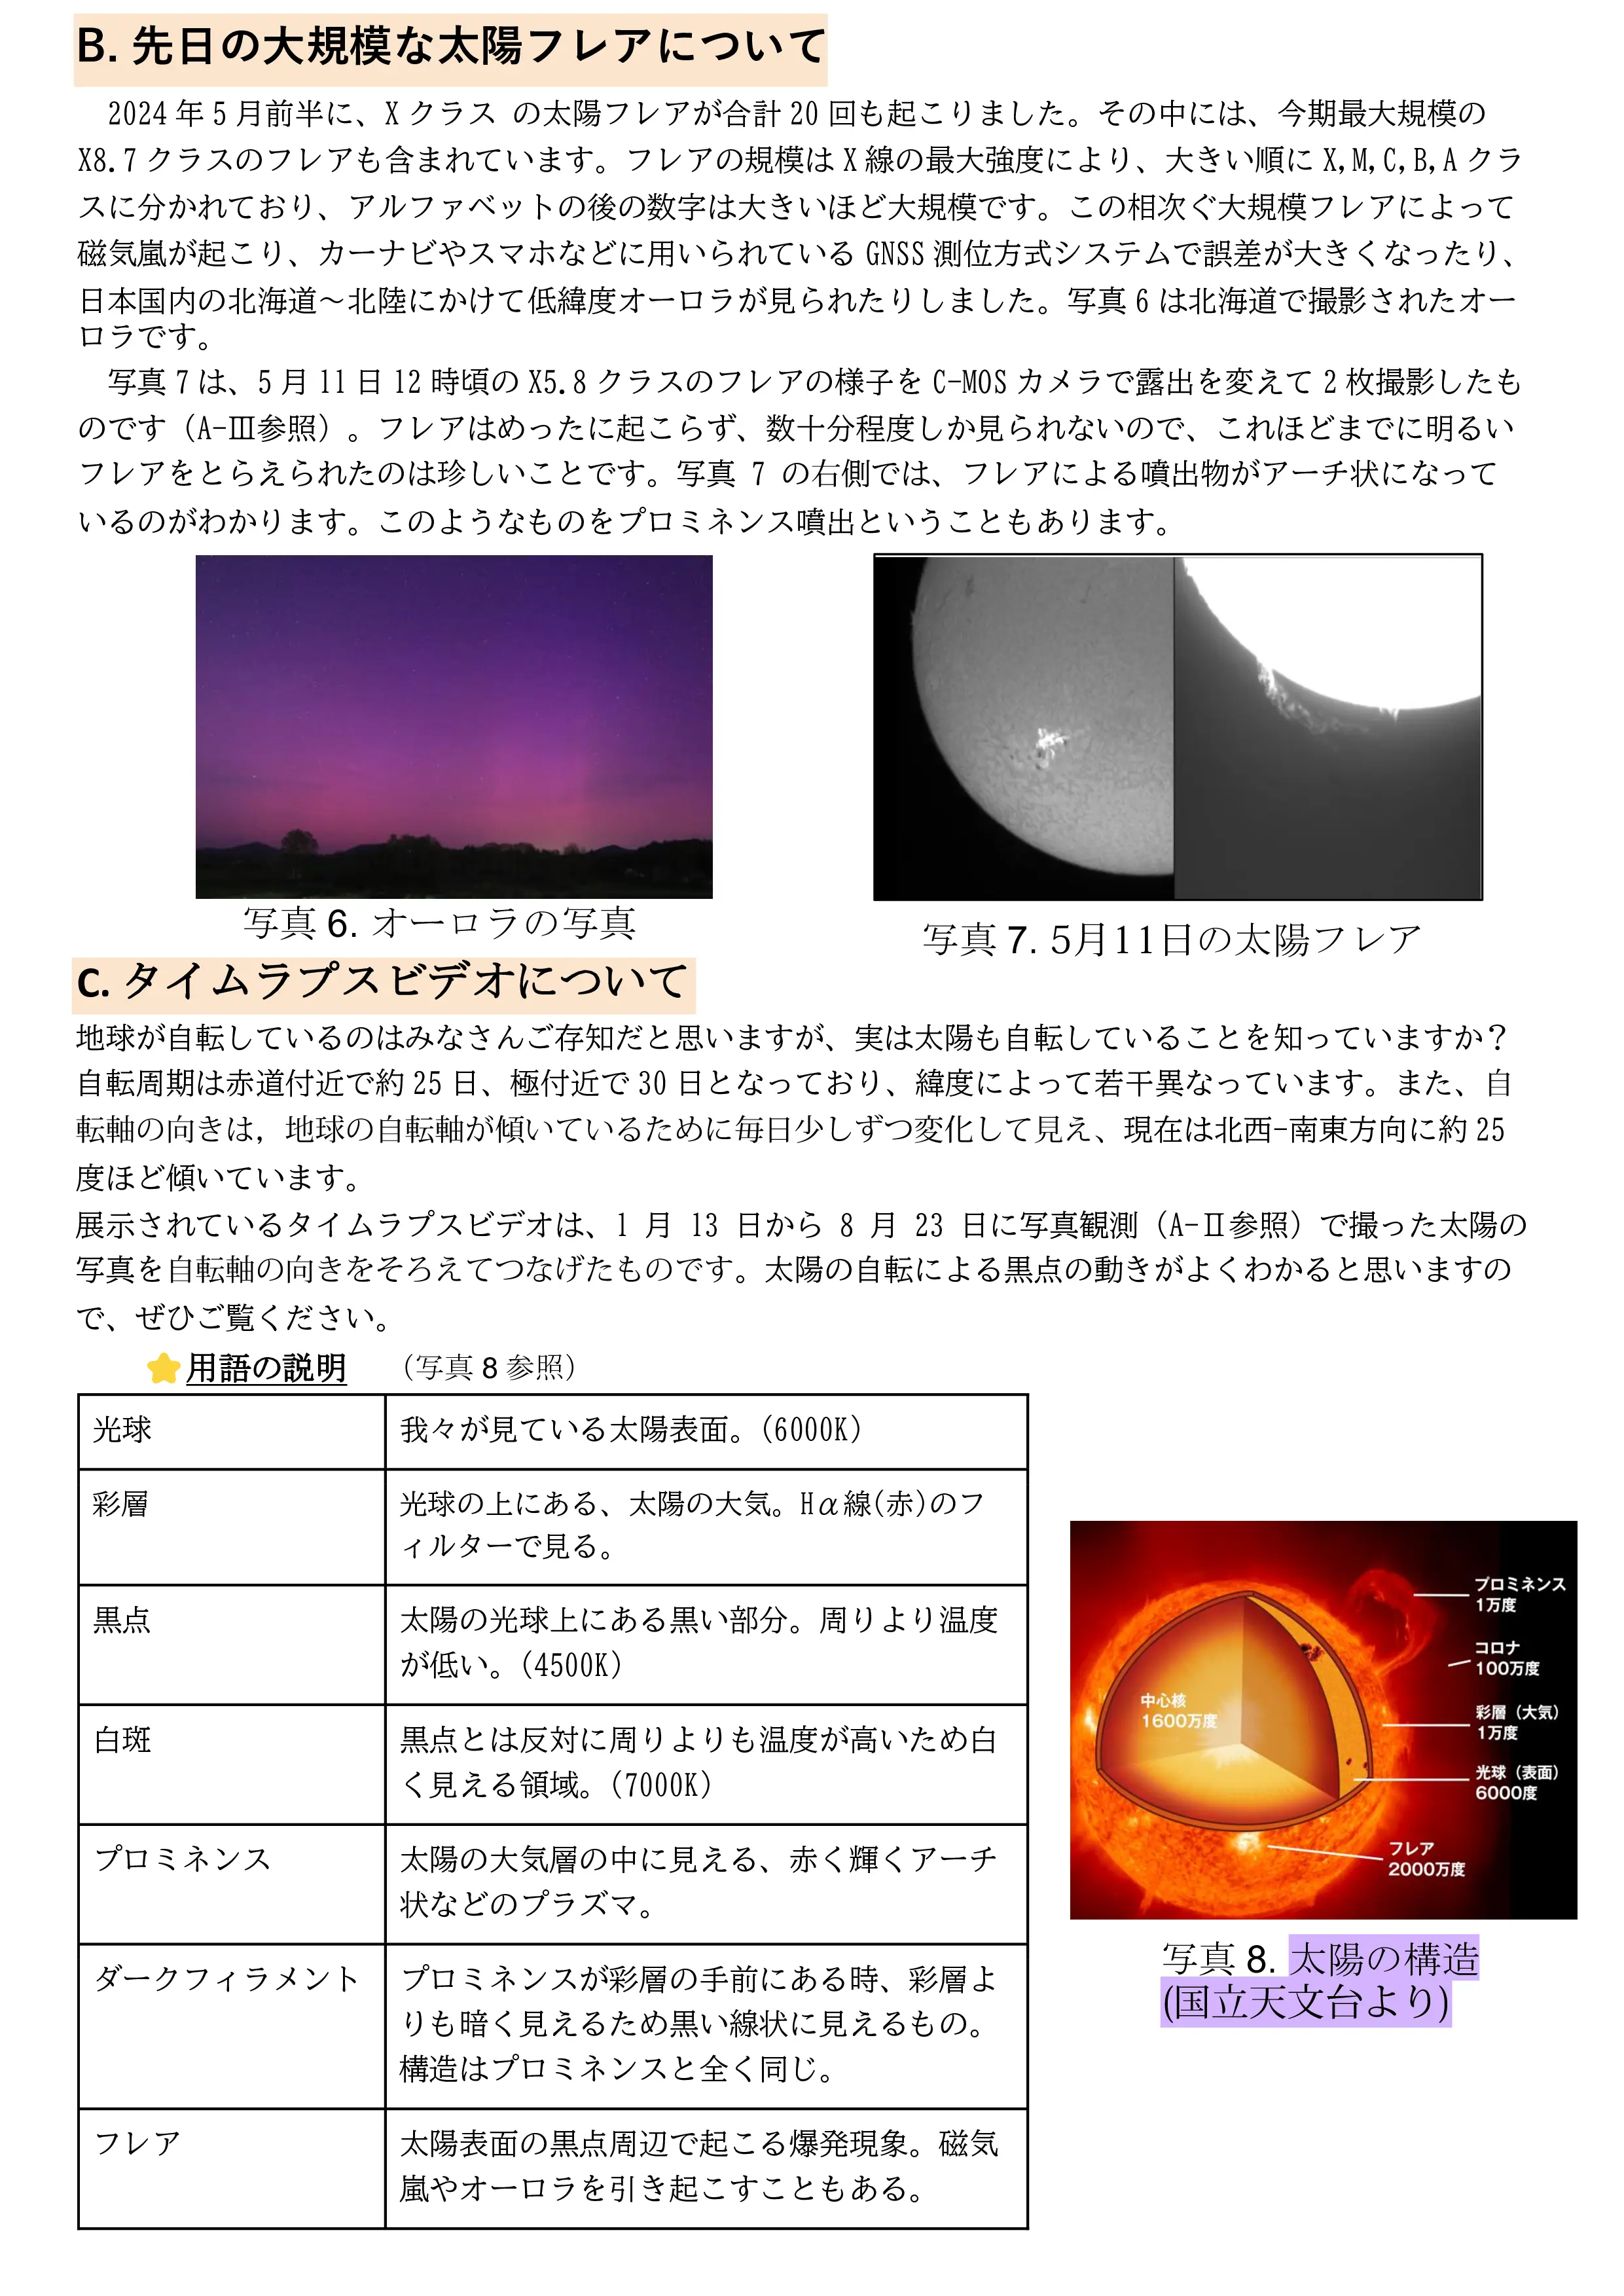 B. 先日の大規模な太陽フレアについて
2024 年 5 月前半に、X クラス の太陽フレアが合計 20 回も起こりました。その中には、今期最大規模の
X8.7 クラスのフレアも含まれています。フレアの規模は X 線の最大強度により、大きい順に X,M,C,B,A クラ
スに分かれており、アルファベットの後の数字は大きいほど大規模です。この相次ぐ大規模フレアによって
磁気嵐が起こり、カーナビやスマホなどに用いられている GNSS 測位方式システムで誤差が大きくなったり、
日本国内の北海道～北陸にかけて低緯度オーロラが見られたりしました。写真 6 は北海道で撮影されたオー
ロラです。
写真 7 は、5 月 11 日 12 時頃の X5.8 クラスのフレアの様子を C-MOS カメラで露出を変えて 2 枚撮影したも
のです（A-Ⅲ参照）。フレアはめったに起こらず、数十分程度しか見られないので、これほどまでに明るい
フレアをとらえられたのは珍しいことです。写真 7 の右側では、フレアによる噴出物がアーチ状になって
いるのがわかります。このようなものをプロミネンス噴出ということもあります。
写真 6. オーロラの写真
写真 7. 5月11日の太陽フレア
C. タイムラプスビデオについて
地球が自転しているのはみなさんご存知だと思いますが、実は太陽も自転していることを知っていますか？
自転周期は赤道付近で約 25 日、極付近で 30 日となっており、緯度によって若干異なっています。また、自
転軸の向きは，地球の自転軸が傾いているために毎日少しずつ変化して見え、現在は北西-南東方向に約 25
度ほど傾いています。
展示されているタイムラプスビデオは、1 月 13 日から 8 月 23 日に写真観測（A-Ⅱ参照）で撮った太陽の
写真を自転軸の向きをそろえてつなげたものです。太陽の自転による黒点の動きがよくわかると思いますの
で、ぜひご覧ください。
用語の説明 （写真 8 参照）
光球
我々が見ている太陽表面。(6000K)
彩層
光球の上にある、太陽の大気。Hα線(赤)のフ
ィルターで見る。
黒点
太陽の光球上にある黒い部分。周りより温度
が低い。(4500K)
白斑
黒点とは反対に周りよりも温度が高いため白
く見える領域。(7000K)
プロミネンス
太陽の大気層の中に見える、赤く輝くアーチ
状などのプラズマ。
ダークフィラメント
プロミネンスが彩層の手前にある時、彩層よ
りも暗く見えるため黒い線状に見えるもの。
構造はプロミネンスと全く同じ。
フレア
太陽表面の黒点周辺で起こる爆発現象。磁気
嵐やオーロラを引き起こすこともある。
プロミネンス
1万度
コロナ
100万度
中心核
1600万度
彩層（大気）
1万度
光球（表面）
6000度
フレア
2000万度
写真 8. 太陽の構造
(国立天文台より)